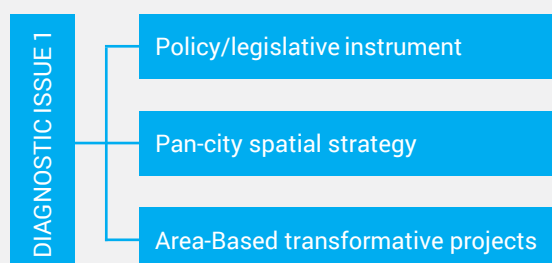 DIAGNOSTIC ISSUE 1
Policy/legislative instrument
Pan-city spatial strategy
Area-Based transformative projects